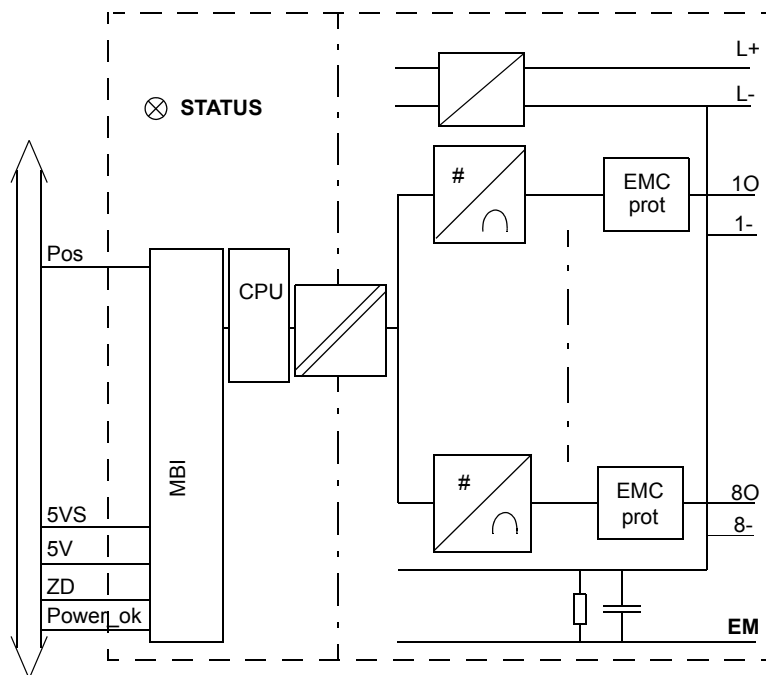 L+
L-
STATUS
#
EMC
prot
1O
1-
Pos
CPU
MBI
#
EMC
prot
8O
8-
5VS
5V
ZD
Power_ok
EM